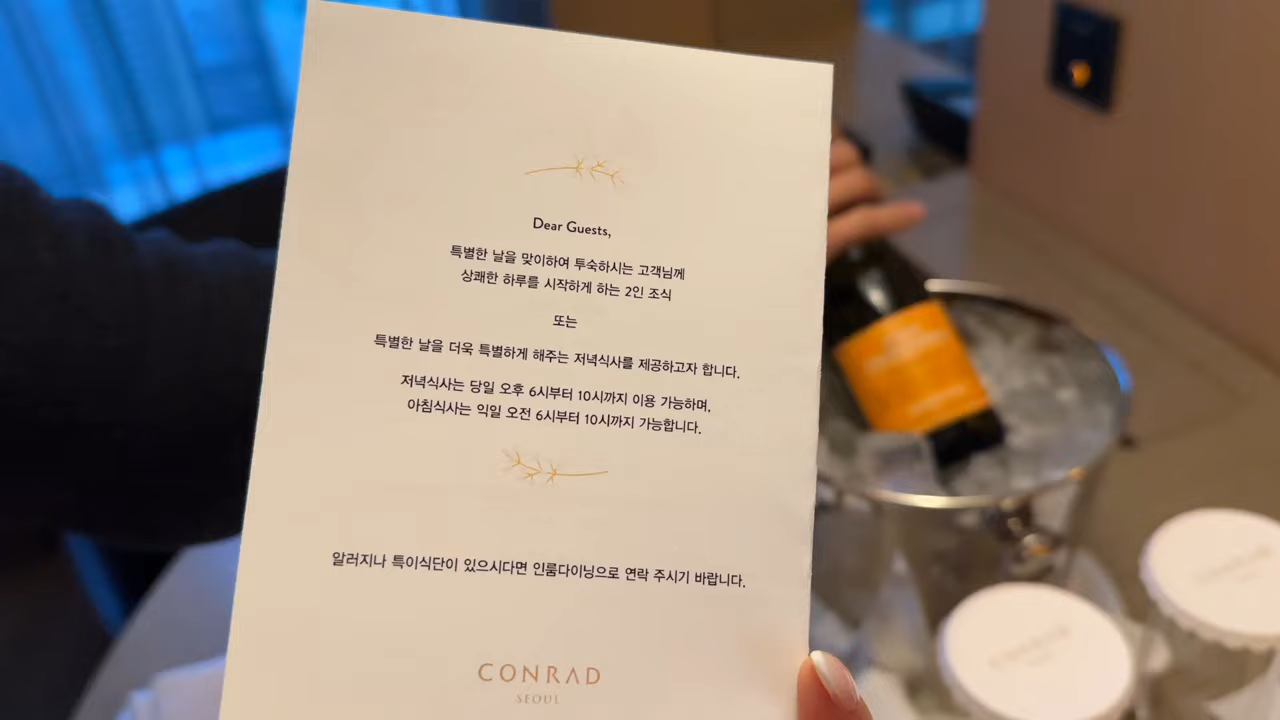 Dear Guests,
특별한 날을 맞이하여 투숙하시는 고객님께
상쾌한 하루를 시작하게 하는 2인 조식
또는
특별한 날을 더욱 특별하게 해주는 저녁식사를 제공하고자 합니다.
저녁식사는 당일 오후 6시부터 10시까지 이용 가능하며,
아침식사는 익일 오전 6시부터 10시까지 가능합니다.
알러지나 특이식단이 있으시다면 인룸다이닝으로 연락 주시기 바랍니다.
CONRAD
SEOUL